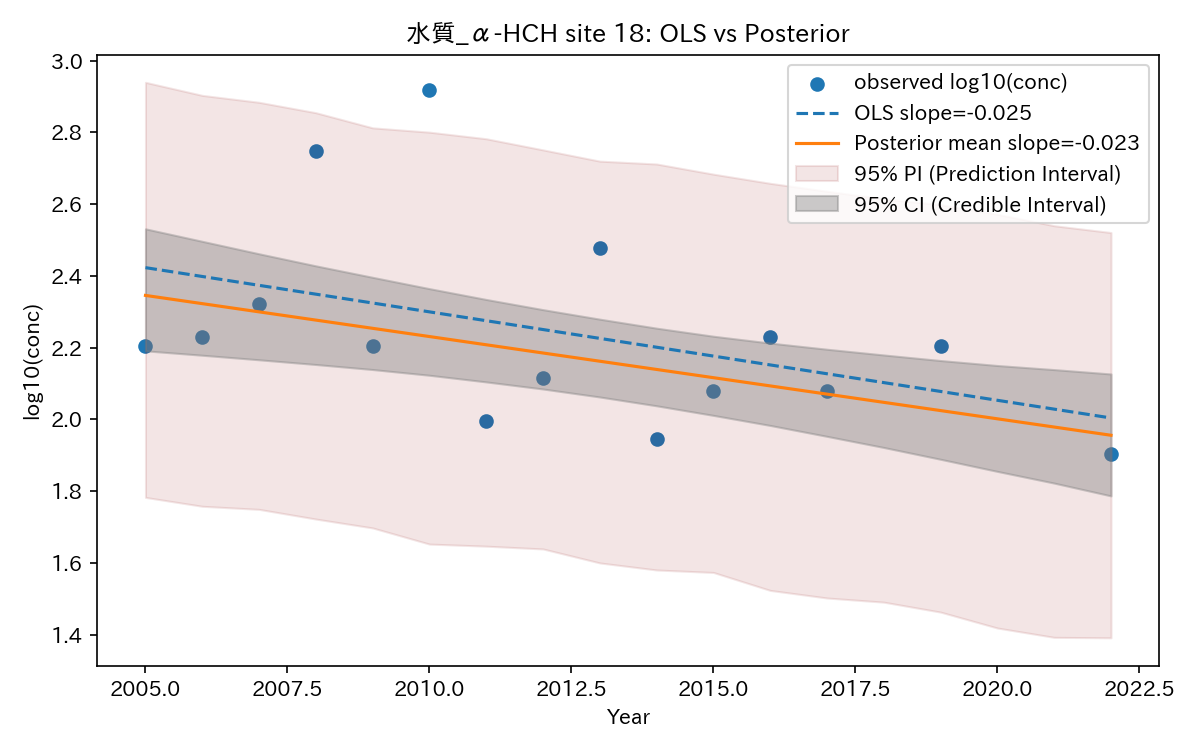 水質_α-HCH site 18: OLS vs Posterior
observed log10(conc)
OLS slope=-0.025
Posterior mean slope=-0.023
95% PI (Prediction Interval)
95% CI (Credible Interval)
log10(conc)
3.0
2.8
2.6
2.4
2.2
2.0
1.8
1.6
1.4
2005.0 2007.5 2010.0 2012.5 2015.0 2017.5 2020.0 2022.5
Year